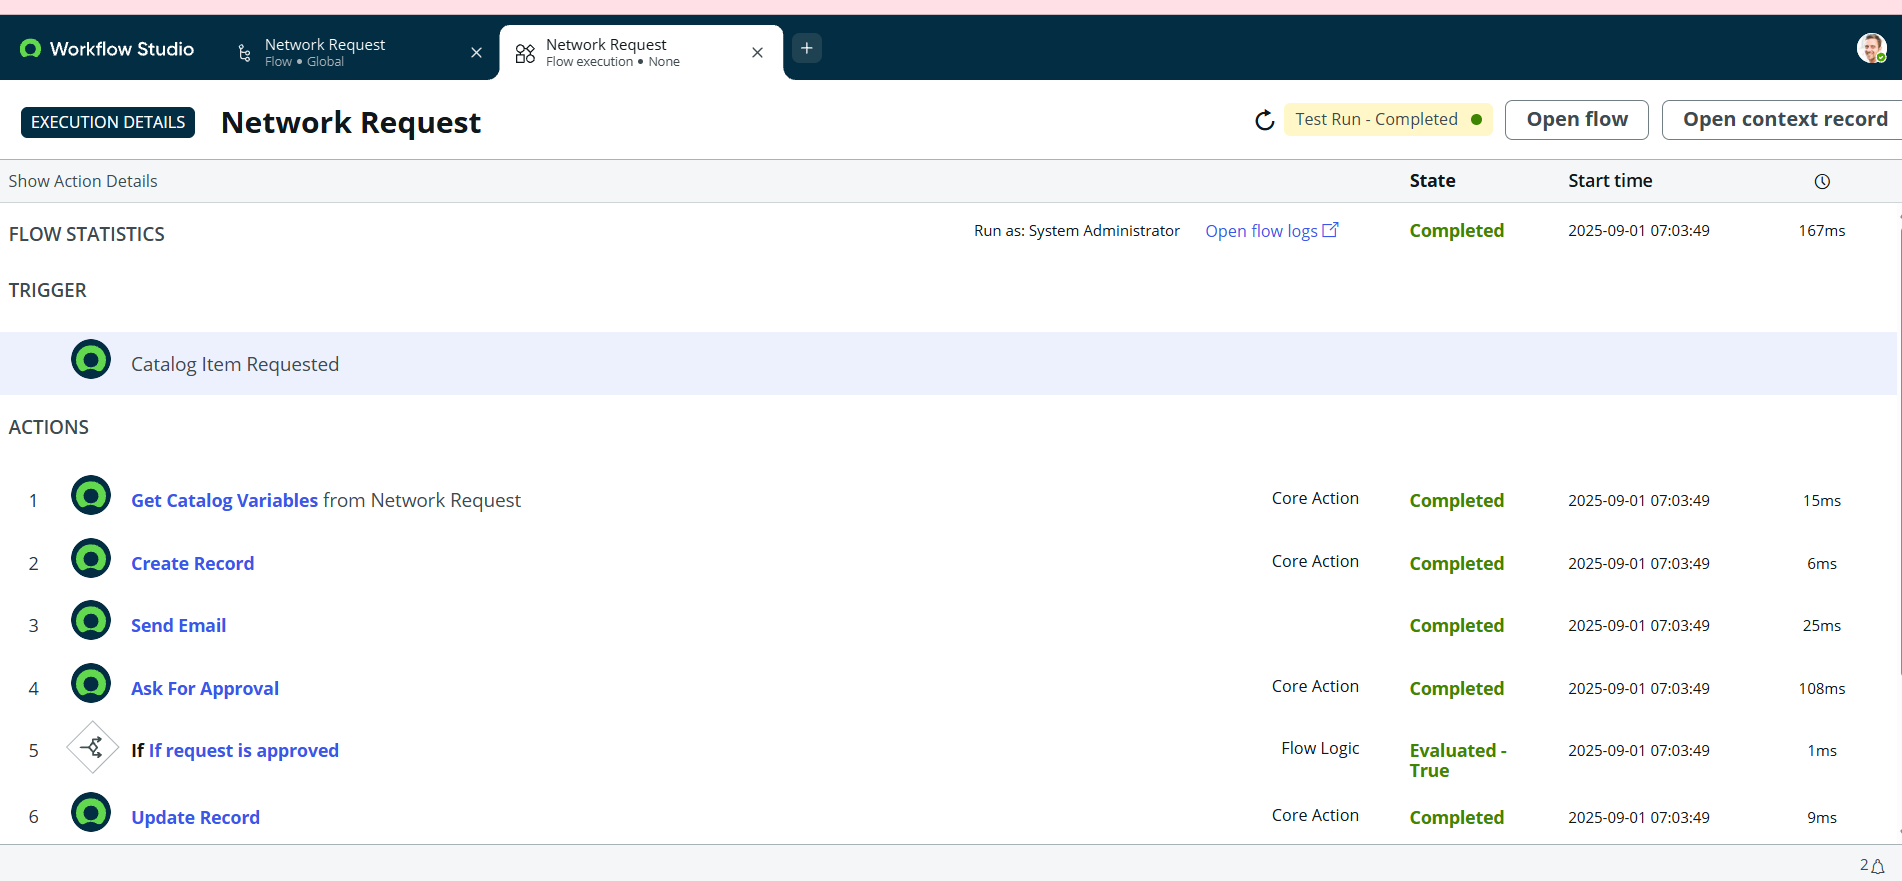 Workflow Studio
Network Request
Flow • Global
Network Request
Flow execution • None
EXECUTION DETAILS
Network Request
Test Run - Completed
Open flow
Open context record
Show Action Details
State
Start time
FLOW STATISTICS
Run as: System Administrator
Open flow logs
Completed
2025-09-01 07:03:49
167ms
TRIGGER
Catalog Item Requested
ACTIONS
1 Get Catalog Variables from Network Request Core Action Completed 2025-09-01 07:03:49 15ms
2 Create Record Core Action Completed 2025-09-01 07:03:49 6ms
3 Send Email Completed 2025-09-01 07:03:49 25ms
4 Ask For Approval Core Action Completed 2025-09-01 07:03:49 108ms
5 If If request is approved Flow Logic Evaluated - 2025-09-01 07:03:49 1ms
True
6 Update Record Core Action Completed 2025-09-01 07:03:49 9ms
2